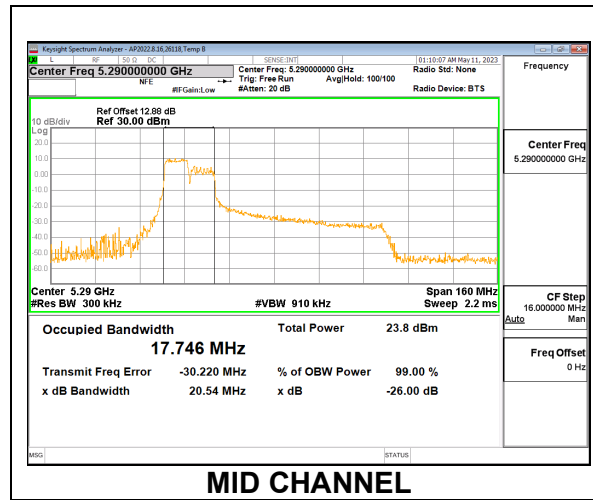 Keysight Spectrum Analyzer - AP2022.8.16,26118,Temp B
L RF 50 Ω DC SENSE:INT 01:10:07 AM May 11, 2023
Center Freq 5.290000000 GHz Center Freq: 5.290000000 GHz Radio Std: None Frequency
NFE Trig: Free Run Avg|Hold: 100/100
#IFGain:Low #Atten: 20 dB Radio Device: BTS
Ref Offset 12.88 dB
10 dB/div Ref 30.00 dBm
Log
20.0
10.0
0.00
-10.0
-20.0
-30.0
-40.0
-50.0
-60.0
Center Freq
5.290000000 GHz
Center 5.29 GHz Span 160 MHz
#Res BW 300 kHz #VBW 910 kHz Sweep 2.2 ms
CF Step
16.000000 MHz
Auto Man
Occupied Bandwidth Total Power 23.8 dBm
17.746 MHz
Transmit Freq Error -30.220 MHz % of OBW Power 99.00 %
x dB Bandwidth 20.54 MHz x dB -26.00 dB
Freq Offset
0 Hz
MSG STATUS
MID CHANNEL